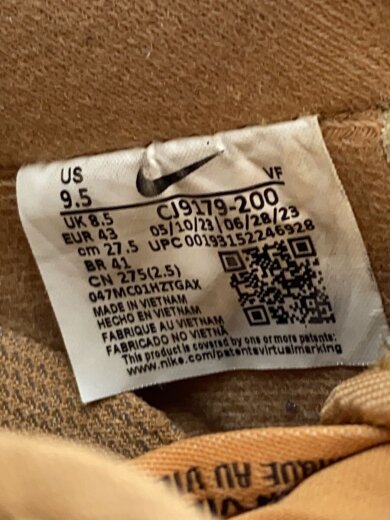 US VF
9.5 CJ9179-200
UK 8.5 05/10/23 | 06/28/23
EUR 43 UPC 00193152246928
cm 27.5
BR 41
CN 275(2.5)
047MC01HZTGAX
MADE IN VIETNAM
HECHO EN VIETNAM
FABRIQUE AU VIETNAM
FABRICADO NO VIETNÃ
This product is covered by one or more patents:
www.nike.com/patentsvirtualmarking